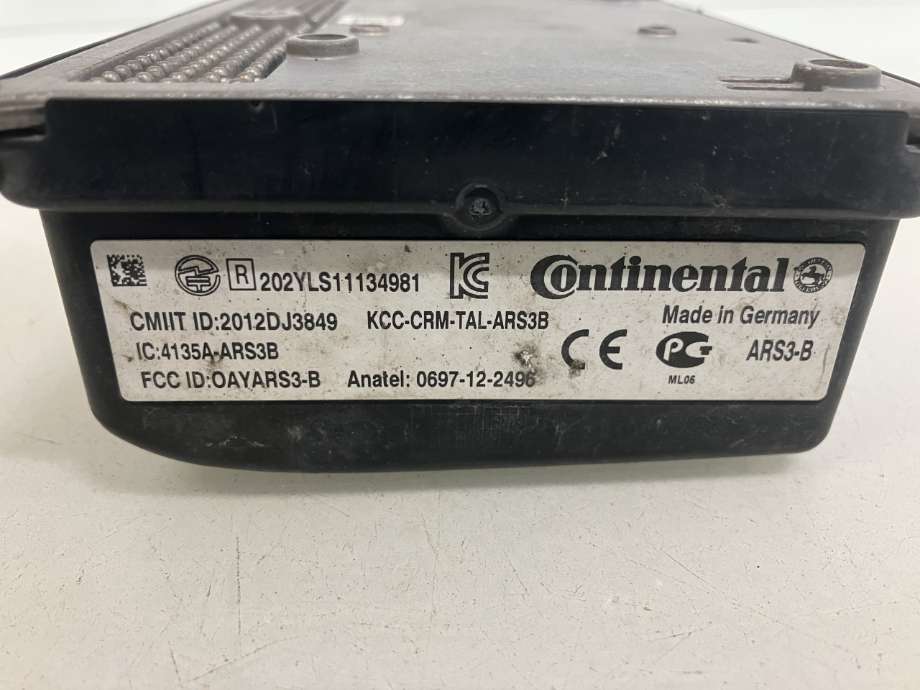 R 202YLS11134981 Continental
CMIIT ID:2012DJ3849 KCC-CRM-TAL-ARS3B Made in Germany
IC:4135A-ARS3B CE ARS3-B
FCC ID:OAYARS3-B Anatel: 0697-12-2496 ML06